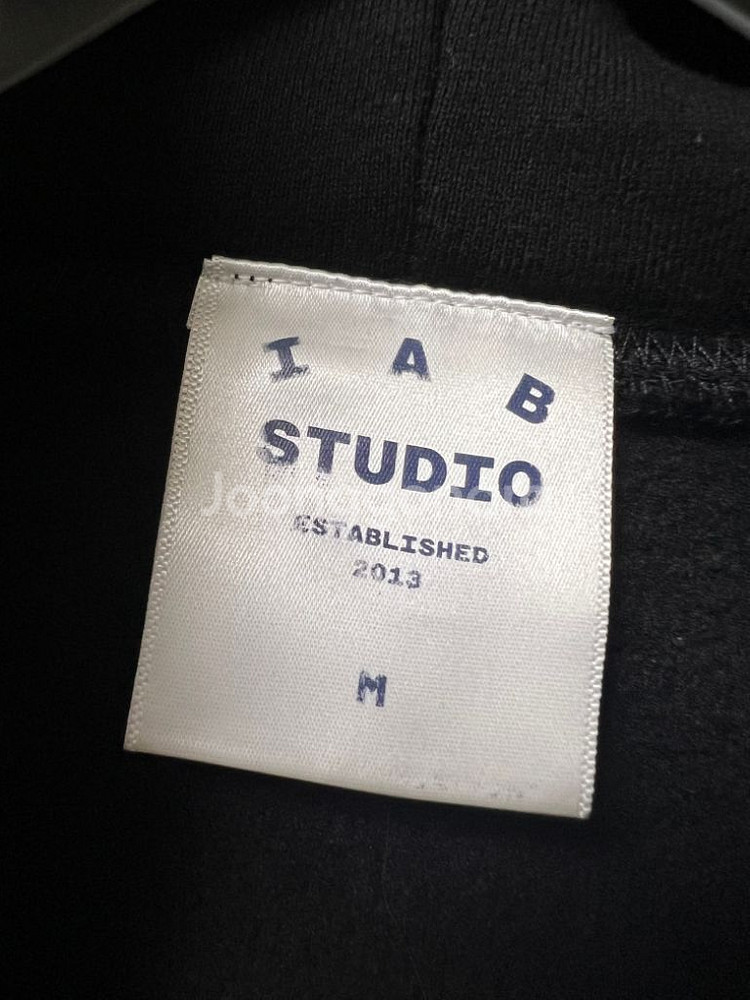 I A B
STUDIO
ESTABLISHED
2013
M